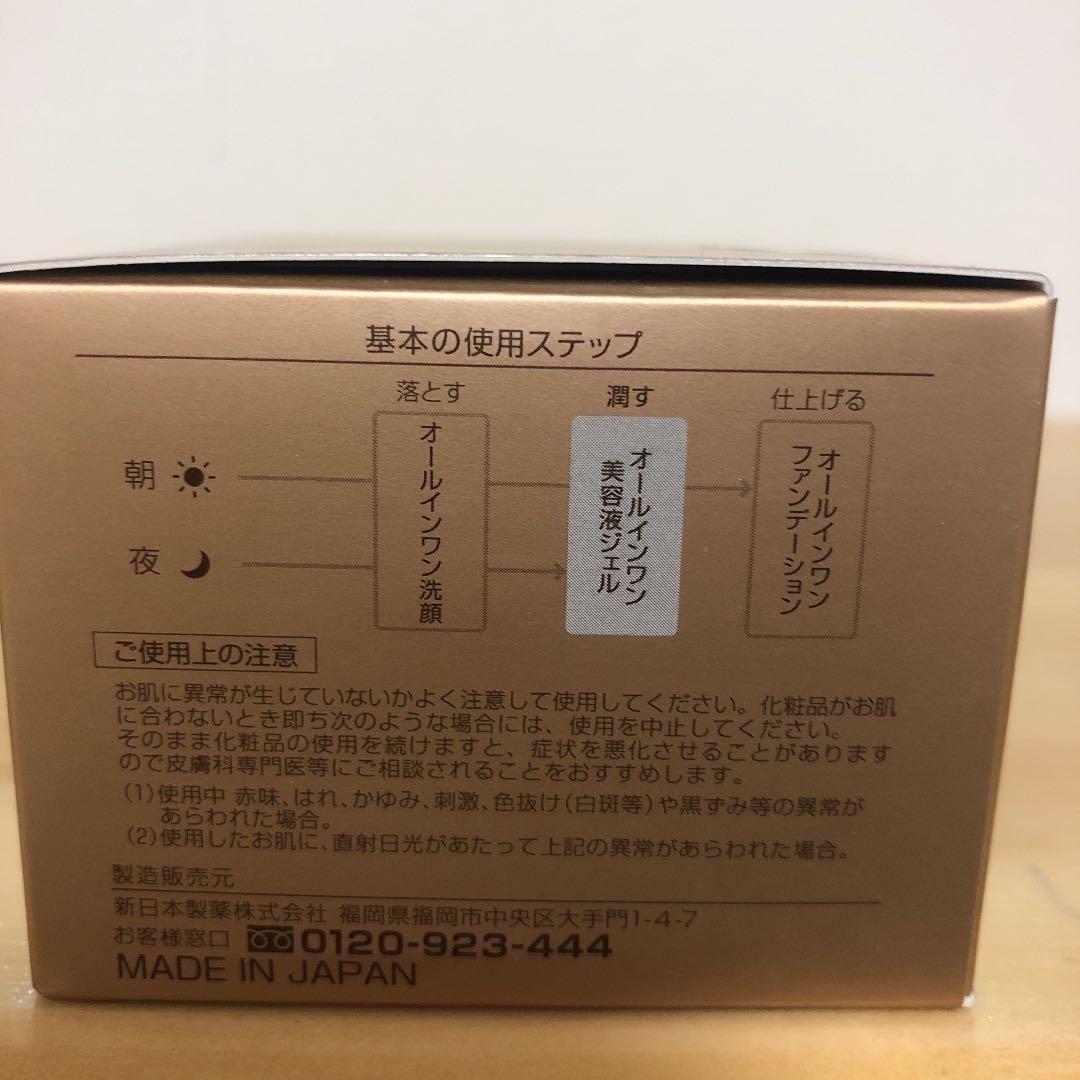 基本の使用ステップ
落とす
潤す
仕上げる
朝
夜
オールインワン洗顔
オールインワン
美容液ジェル
オールインワン
ファンデーション
ご使用上の注意
お肌に異常が生じていないかよく注意して使用してください。化粧品がお肌
に合わないとき即ち次のような場合には、使用を中止してください。
そのまま化粧品の使用を続けますと、症状を悪化させることがあります
ので皮膚科専門医等にご相談されることをおすすめします。
(1)使用中 赤味、はれ、かゆみ、刺激、色抜け(白斑等)や黒ずみ等の異常が
あらわれた場合。
(2)使用したお肌に、直射日光があたって上記の異常があらわれた場合。
製造販売元
新日本製薬株式会社 福岡県福岡市中央区大手門1-4-7
お客様窓口 0120-923-444
MADE IN JAPAN